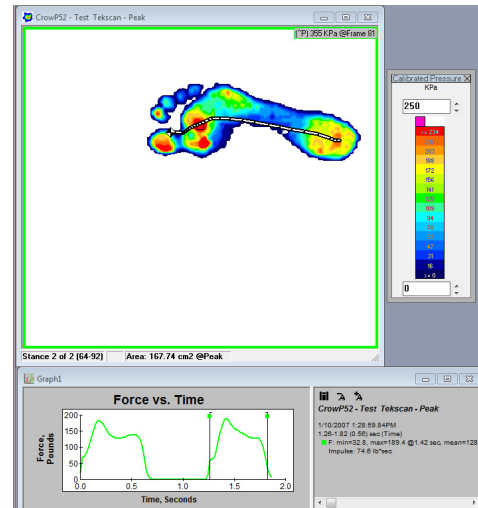 CrowP52 - Test Tekscan - Peak
(^P) 355 KPa @Frame 81
Calibrated Pressure
KPa
250
>= 234
203
188
172
156
141
109
94
47
31
16
>= 0
0
Stance 2 of 2 (64-92) Area: 167.74 cm2 @Peak
Graph1
Force vs. Time
Force,
Pounds
200
150
100
50
0
0.0 0.5 1.0 1.5 2.0
Time, Seconds
CrowP52 - Test Tekscan - Peak
1/10/2007 1:28:59.84PM
1.26-1.82 (0.56) sec (Time)
F: min=32.8, max=189.4 @1.42 sec, mean=128
Impulse: 74.6 lb*sec